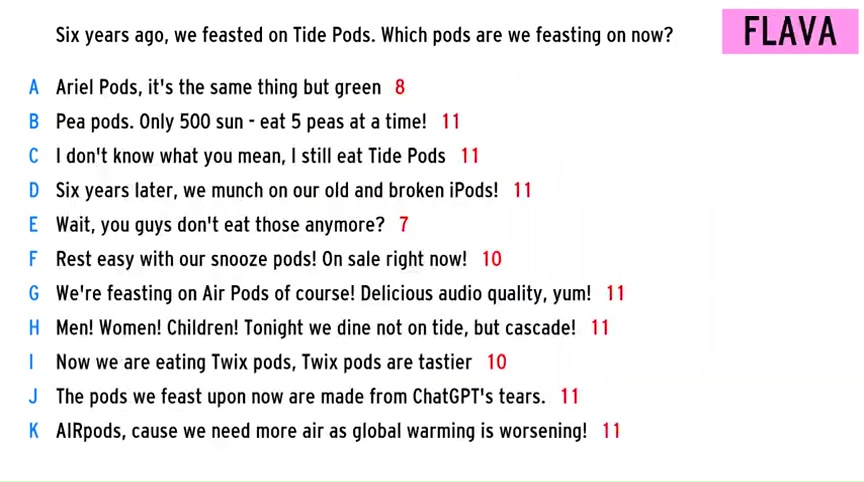 Six years ago, we feasted on Tide Pods. Which pods are we feasting on now?
FLAVA
A Ariel Pods, it's the same thing but green 8
B Pea pods. Only 500 sun - eat 5 peas at a time! 11
C I don't know what you mean, I still eat Tide Pods 11
D Six years later, we munch on our old and broken iPods! 11
E Wait, you guys don't eat those anymore? 7
F Rest easy with our snooze pods! On sale right now! 10
G We're feasting on Air Pods of course! Delicious audio quality, yum! 11
H Men! Women! Children! Tonight we dine not on tide, but cascade! 11
I Now we are eating Twix pods, Twix pods are tastier 10
J The pods we feast upon now are made from ChatGPT's tears. 11
K AIRpods, cause we need more air as global warming is worsening! 11